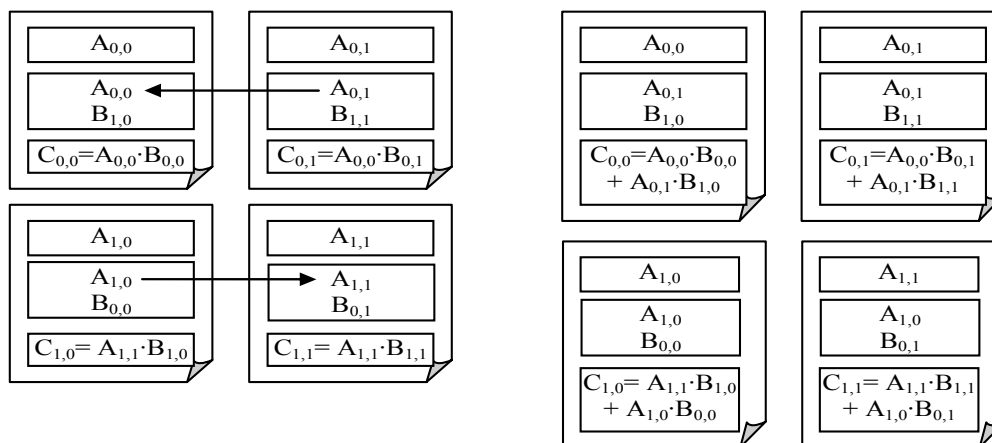 A0,0
A0,0
B1,0
C0,0=A0,0·B0,0
A0,1
A0,1
B1,1
C0,1=A0,0·B0,1
A1,0
A1,0
B0,0
C1,0= A1,1·B1,0
A1,1
A1,1
B0,1
C1,1= A1,1·B1,1
A0,0
A0,1
B1,0
C0,0=A0,0·B0,0
+ A0,1·B1,0
A0,1
A0,1
B1,1
C0,1=A0,0·B0,1
+ A0,1·B1,1
A1,0
A1,0
B0,0
C1,0= A1,1·B1,0
+ A1,0·B0,0
A1,1
A1,0
B0,1
C1,1= A1,1·B1,1
+ A1,0·B0,1